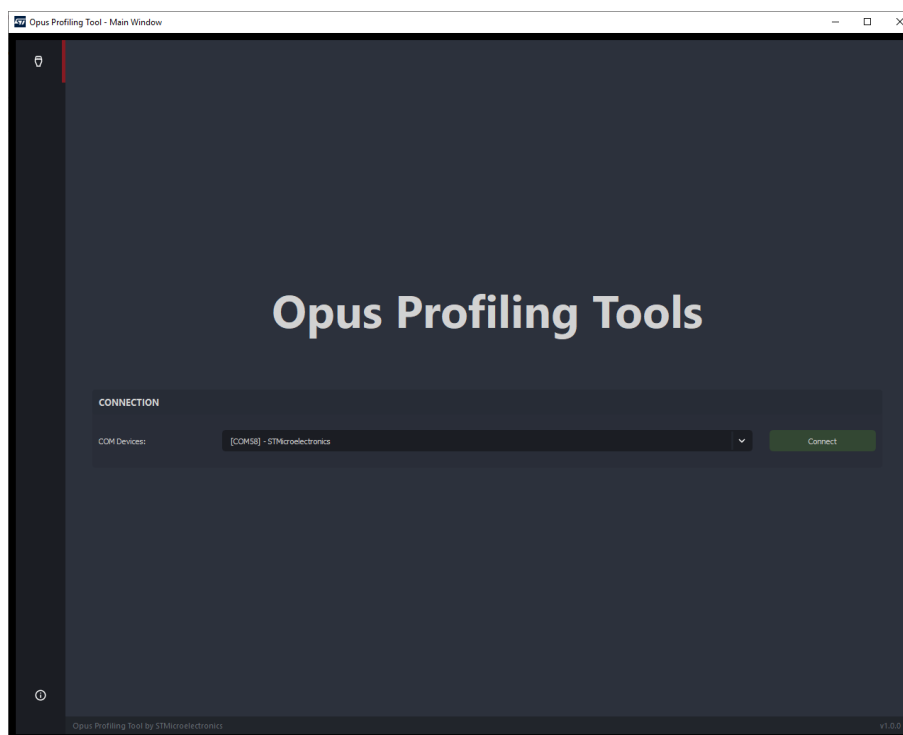 Opus Profiling Tool - Main Window
Opus Profiling Tools
CONNECTION
COM Devices:
[COM58] - STMicroelectronics
Connect
Opus Profiling Tool by STMicroelectronics
v1.0.0